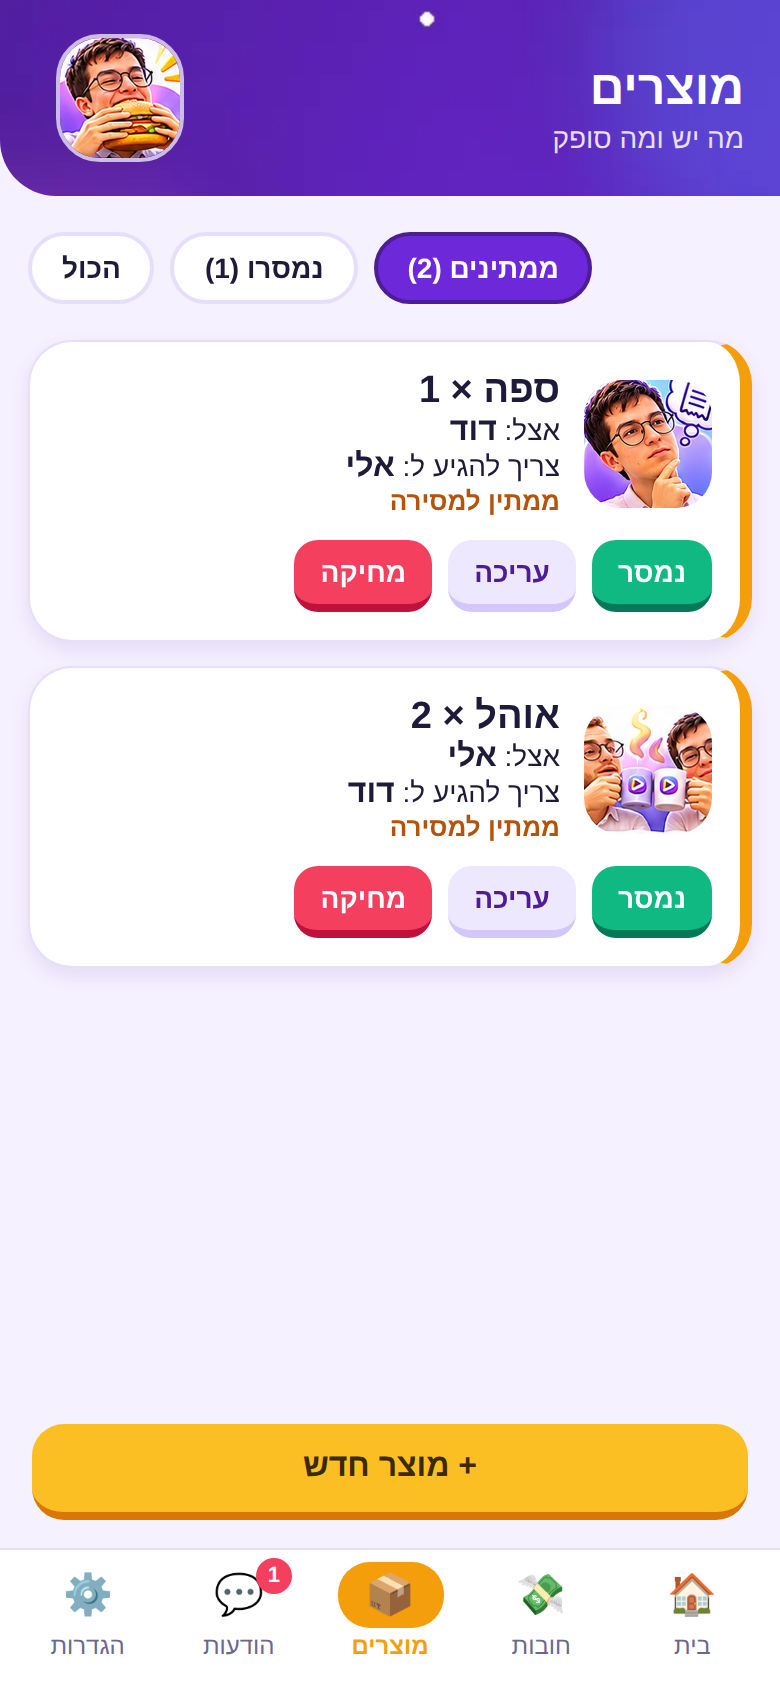 מוצרים
מה יש ומה סופק
ממתינים (2)
נמסרו (1)
הכול
ספה × 1
אצל: דוד
צריך להגיע ל: אלי
ממתין למסירה
נמסר
עריכה
מחיקה
אוהל × 2
אצל: אלי
צריך להגיע ל: דוד
ממתין למסירה
נמסר
עריכה
מחיקה
+ מוצר חדש
בית
חובות
מוצרים
1
הודעות
הגדרות